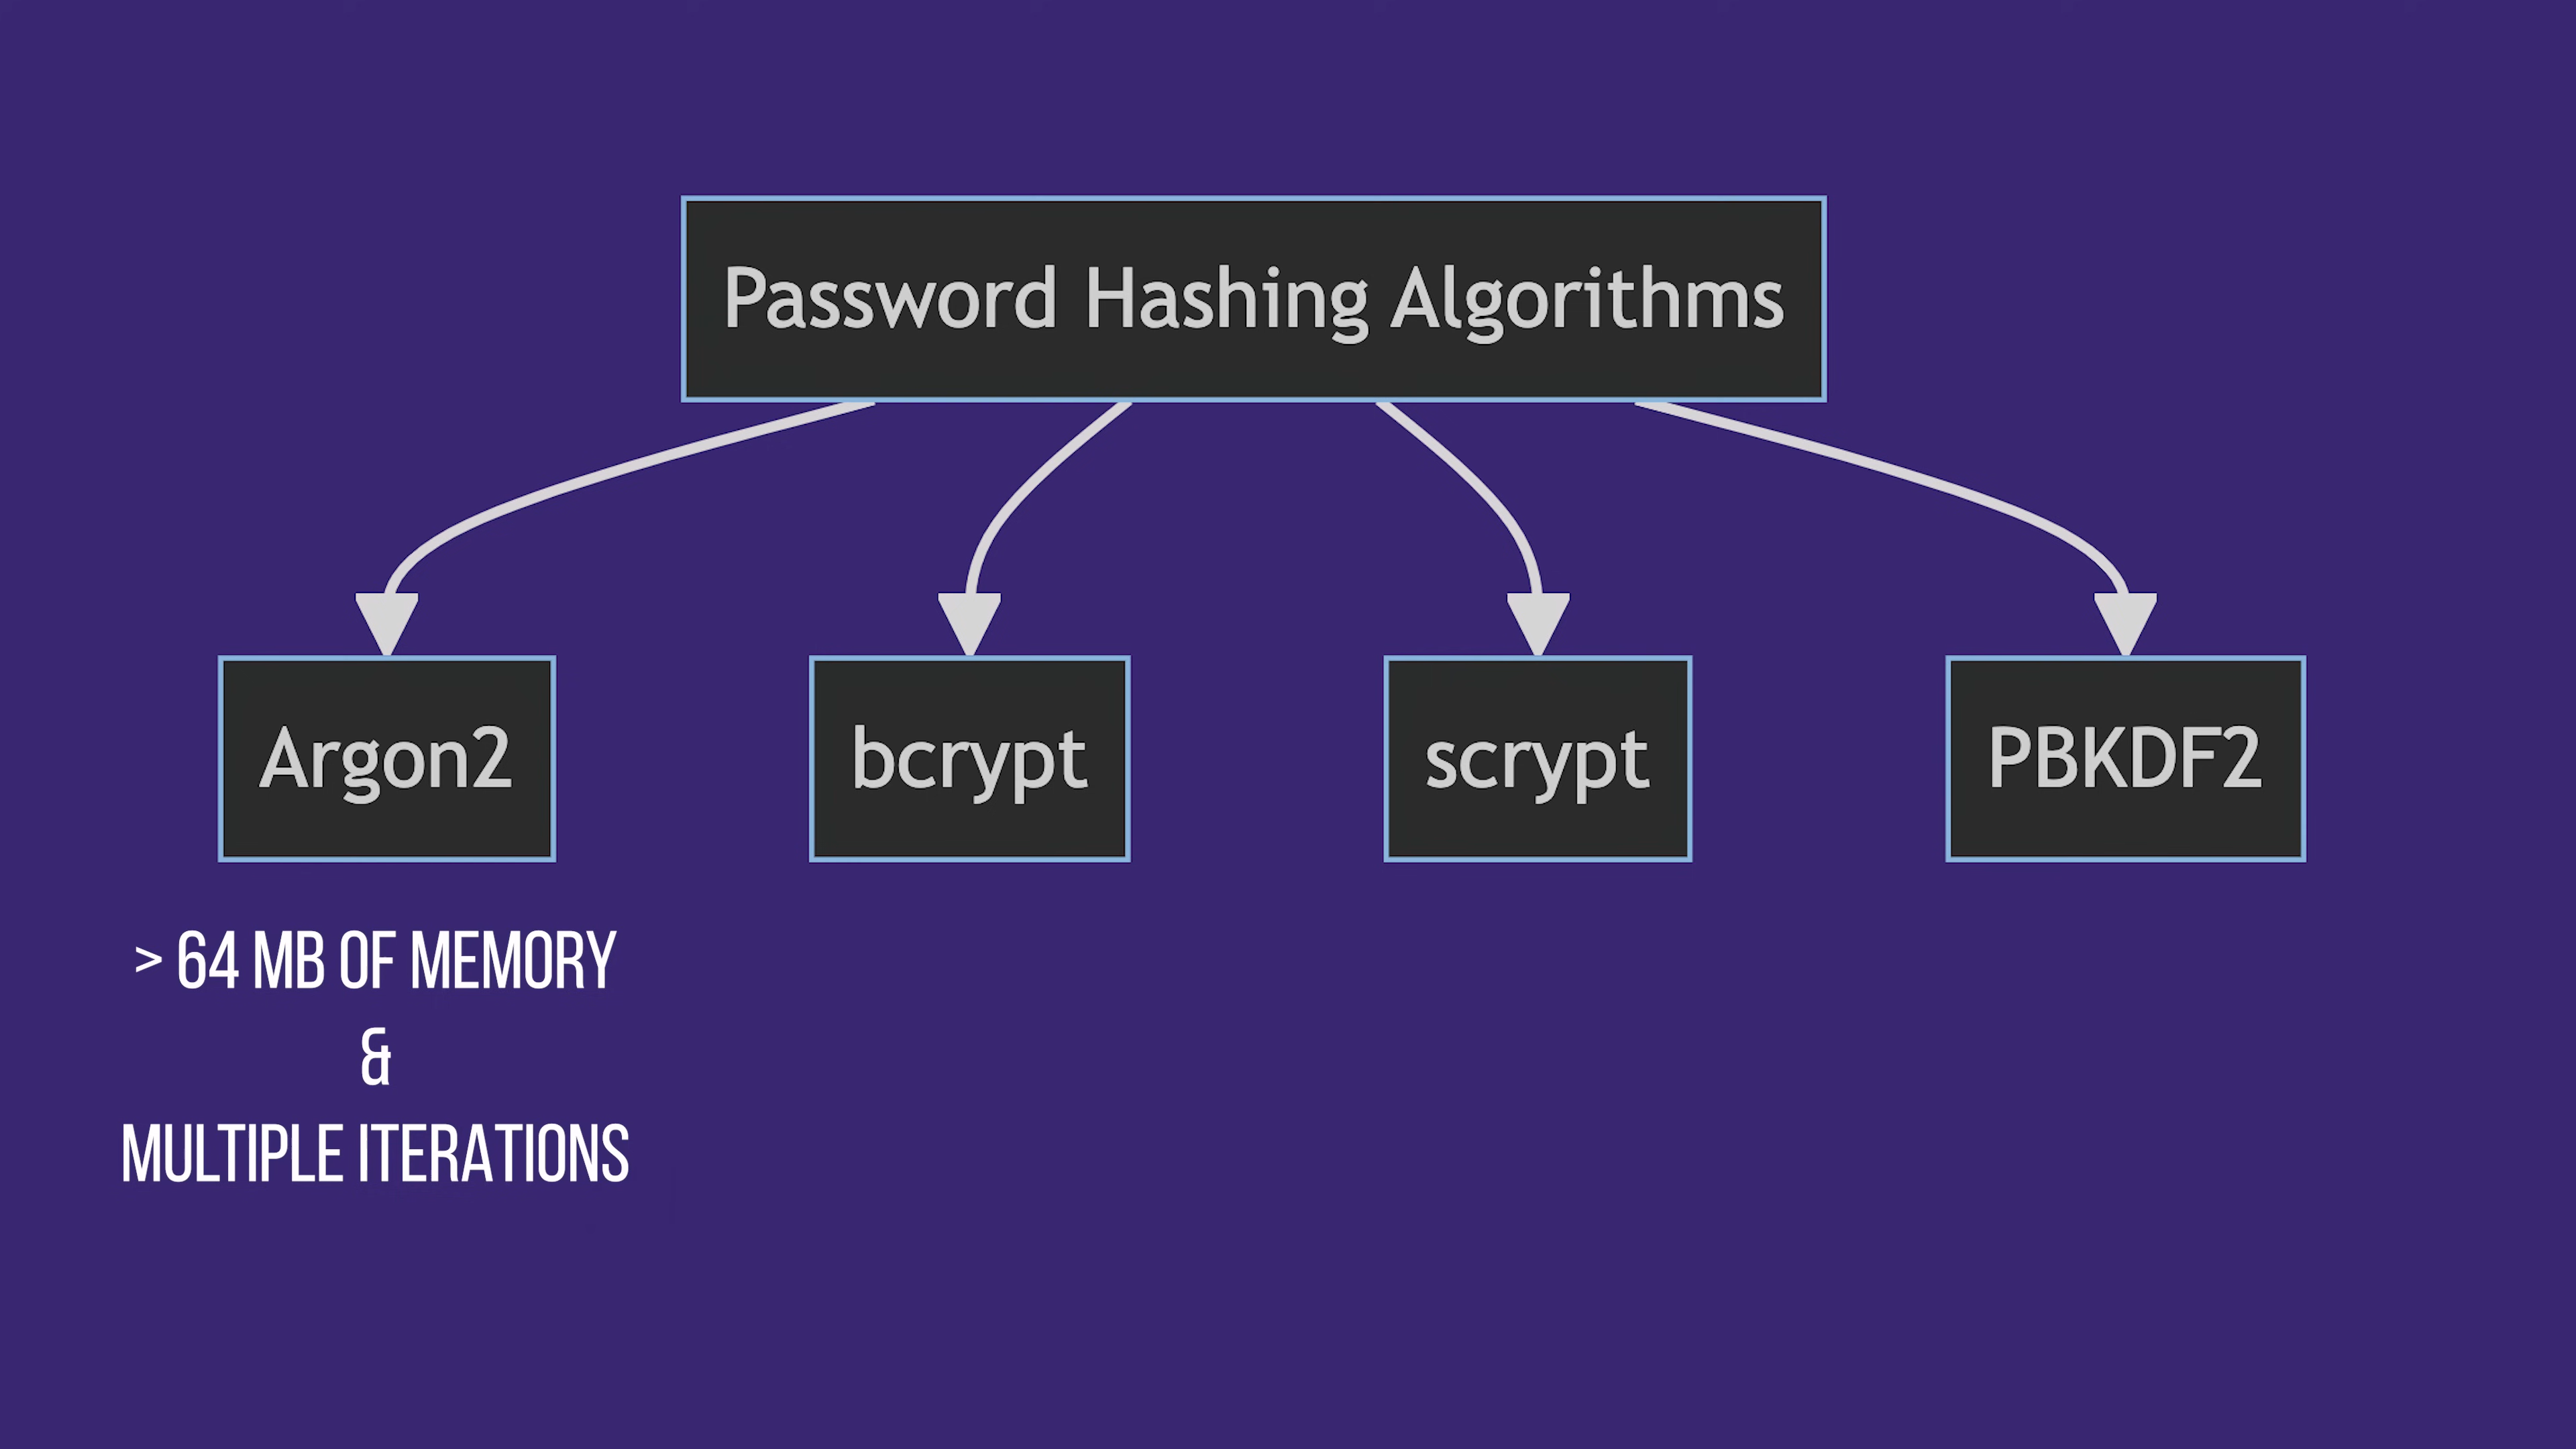 Password Hashing Algorithms
Argon2
bcrypt
scrypt
PBKDF2
> 64 MB OF MEMORY
&
MULTIPLE ITERATIONS